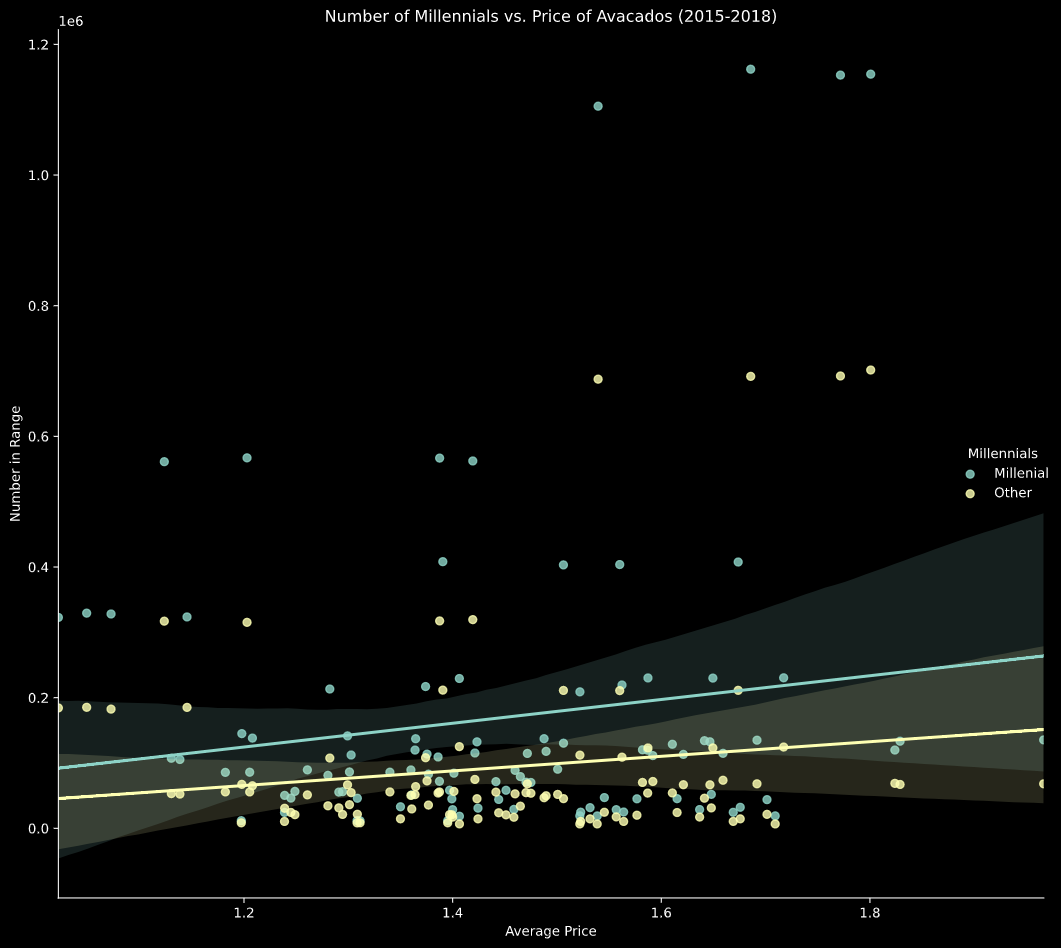 Number of Millennials vs. Price of Avacados (2015-2018)
1e6
1.2
1.0
0.8
0.6
0.4
0.2
0.0
Number in Range
Millennials
Millenial
Other
1.2 1.4 1.6 1.8
Average Price